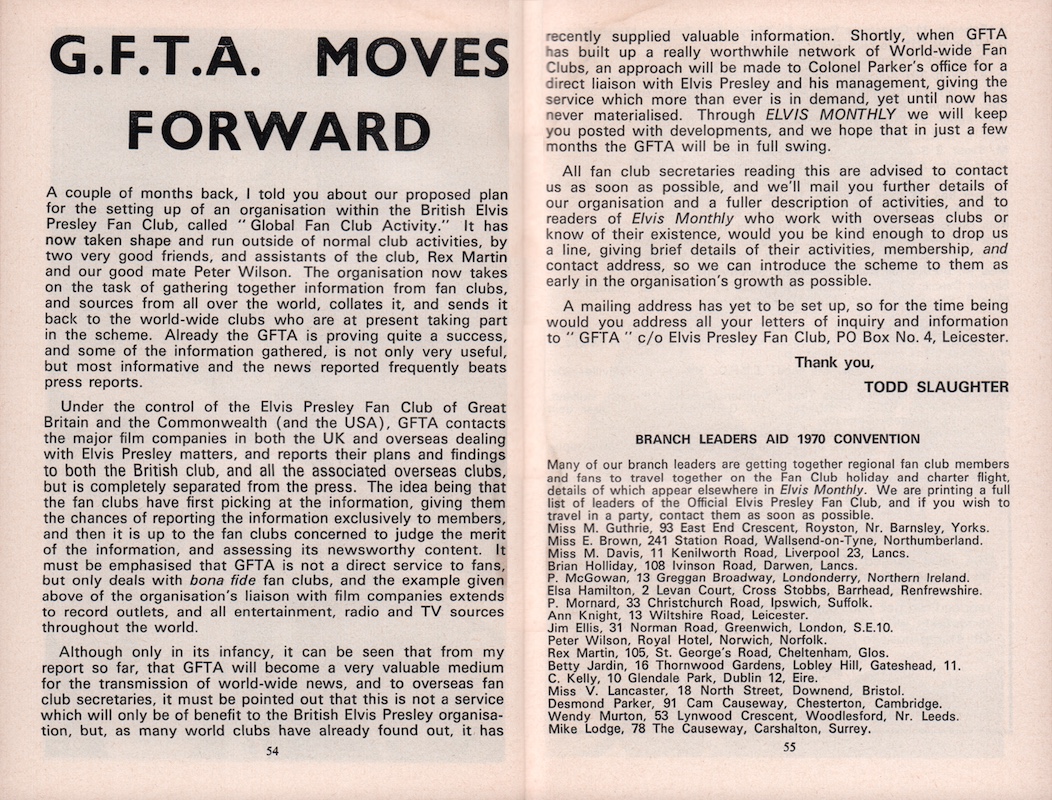 G.F.T.A. MOVES
FORWARD
A couple of months back, I told you about our proposed plan
for the setting up of an organisation within the British Elvis
Presley Fan Club, called "Global Fan Club Activity." It has
now taken shape and run outside of normal club activities, by
two very good friends, and assistants of the club, Rex Martin
and our good mate Peter Wilson. The organisation now takes
on the task of gathering together information from fan clubs,
and sources from all over the world, collates it, and sends it
back to the world-wide clubs who are at present taking part
in the scheme. Already the GFTA is proving quite a success,
and some of the information gathered, is not only very useful,
but most informative and the news reported frequently beats
press reports.
Under the control of the Elvis Presley Fan Club of Great
Britain and the Commonwealth (and the USA), GFTA contacts
the major film companies in both the UK and overseas dealing
with Elvis Presley matters, and reports their plans and findings
to both the British club, and all the associated overseas clubs,
but is completely separated from the press. The idea being that
the fan clubs have first picking at the information, giving them
the chances of reporting the information exclusively to members,
and then it is up to the fan clubs concerned to judge the merit
of the information, and assessing its newsworthy content. It
must be emphasised that GFTA is not a direct service to fans,
but only deals with bona fide fan clubs, and the example given
above of the organisation's liaison with film companies extends
to record outlets, and all entertainment, radio and TV sources
throughout the world.
Although only in its infancy, it can be seen that from my
report so far, that GFTA will become a very valuable medium
for the transmission of world-wide news, and to overseas fan
club secretaries, it must be pointed out that this is not a service
which will only be of benefit to the British Elvis Presley organisa-
tion, but, as many world clubs have already found out, it has
54
recently supplied valuable information. Shortly, when GFTA
has built up a really worthwhile network of World-wide Fan
Clubs, an approach will be made to Colonel Parker's office for a
direct liaison with Elvis Presley and his management, giving the
service which more than ever is in demand, yet until now has
never materialised. Through ELVIS MONTHLY we will keep
you posted with developments, and we hope that in just a few
months the GFTA will be in full swing.
All fan club secretaries reading this are advised to contact
us as soon as possible, and we'll mail you further details of
our organisation and a fuller description of activities, and to
readers of Elvis Monthly who work with overseas clubs or
know of their existence, would you be kind enough to drop us
a line, giving brief details of their activities, membership, and
contact address, so we can introduce the scheme to them as
early in the organisation's growth as possible.
A mailing address has yet to be set up, so for the time being
would you address all your letters of inquiry and information
to "GFTA" c/o Elvis Presley Fan Club, PO Box No. 4, Leicester.
Thank you,
TODD SLAUGHTER
BRANCH LEADERS AID 1970 CONVENTION
Many of our branch leaders are getting together regional fan club members
and fans to travel together on the Fan Club holiday and charter flight,
details of which appear elsewhere in Elvis Monthly. We are printing a full
list of leaders of the Official Elvis Presley Fan Club, and if you wish to
travel in a party, contact them as soon as possible.
Miss M. Guthrie, 93 East End Crescent, Royston, Nr. Barnsley, Yorks.
Miss E. Brown, 241 Station Road, Wallsend-on-Tyne, Northumberland.
Miss M. Davis, 11 Kenilworth Road, Liverpool 23, Lancs.
Brian Holliday, 108 Ivinson Road, Darwen, Lancs.
P. McGowan, 13 Greggan Broadway, Londonderry, Northern Ireland.
Elsa Hamilton, 2 Levan Court, Cross Stobbs, Barrhead, Renfrewshire.
P. Mornard, 33 Christchurch Road, Ipswich, Suffolk.
Ann Knight, 13 Wiltshire Road, Leicester.
Jim Ellis, 31 Norman Road, Greenwich, London, S.E.10.
Peter Wilson, Royal Hotel, Norwich, Norfolk.
Rex Martin, 105, St. George's Road, Cheltenham, Glos.
Betty Jardin, 16 Thornwood Gardens, Lobley Hill, Gateshead, 11.
C. Kelly, 10 Glendale Park, Dublin 12, Eire.
Miss V. Lancaster, 18 North Street, Downend, Bristol.
Desmond Parker, 91 Cam Causeway, Chesterton, Cambridge.
Wendy Murton, 53 Lynwood Crescent, Woodlesford, Nr. Leeds.
Mike Lodge, 78 The Causeway, Carshalton, Surrey.
55